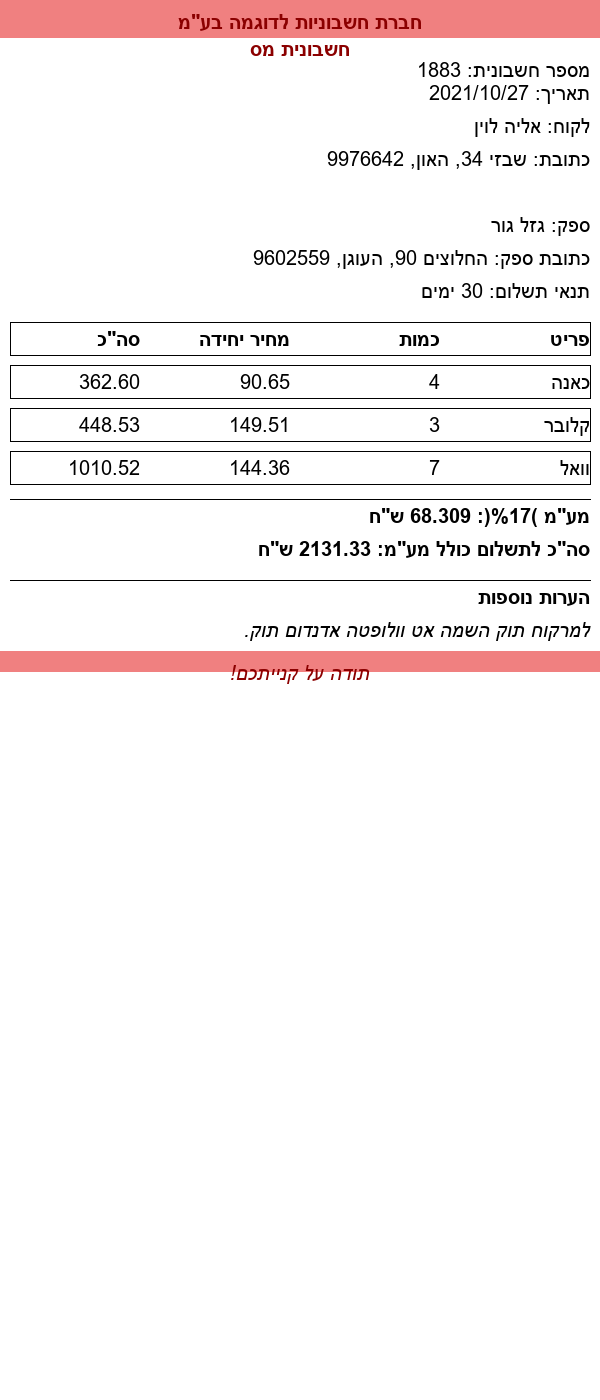 חברת חשבוניות לדוגמה בע"מ
חשבונית מס
מספר חשבונית: 1883
תאריך: 2021/10/27
לקוח: אליה לוין
כתובת: שבזי 34, האון, 9976642
ספק: גזל גור
כתובת ספק: החלוצים 90, העוגן, 9602559
תנאי תשלום: 30 ימים
פריט כמות מחיר יחידה סה"כ
כאנה 4 90.65 362.60
קלובר 3 149.51 448.53
וואל 7 144.36 1010.52
מע"מ )17%(: 68.309 ש"ח
סה"כ לתשלום כולל מע"מ: 2131.33 ש"ח
הערות נוספות
למרקוח תוק השמה אט וולופטה אדנדום תוק.
תודה על קנייתכם!